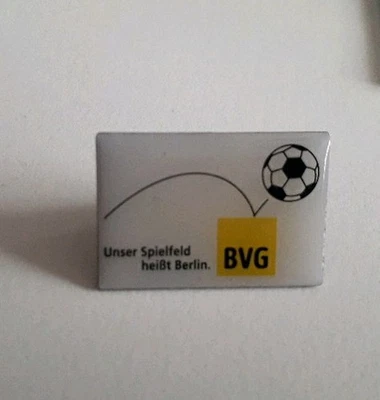 Unser Spielfeld
heißt Berlin.
BVG